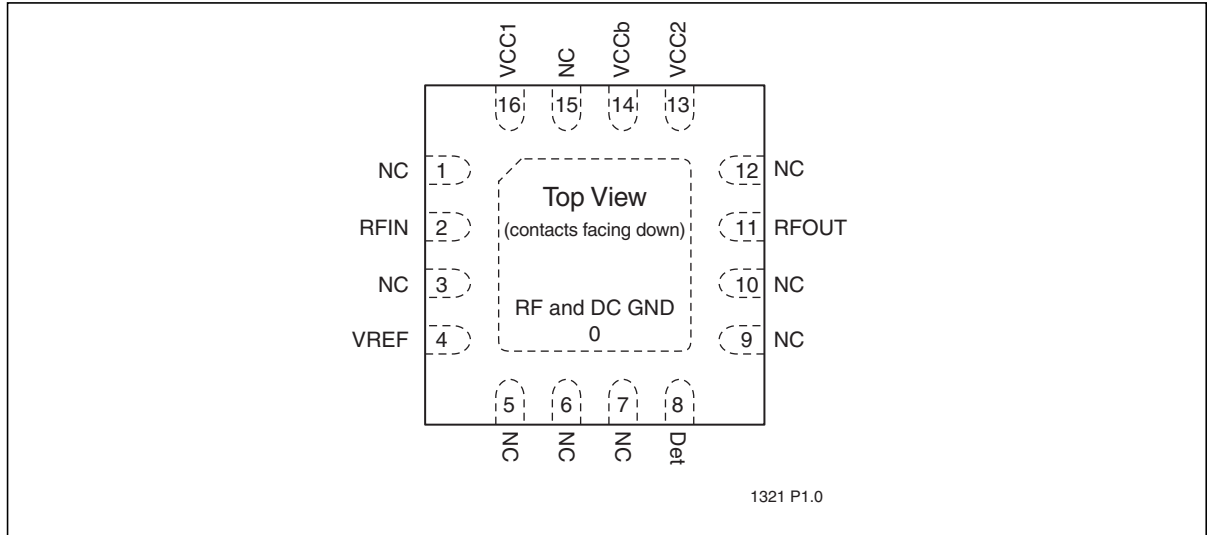 VCC1
NC
VCCb
VCC2
16
15
14
13
NC 1
12 NC
Top View
RFIN 2
(contacts facing down)
11 RFOUT
NC 3
10 NC
RF and DC GND
VREF 4
0
9 NC
5
6
7
8
NC
NC
NC
Det
1321 P1.0